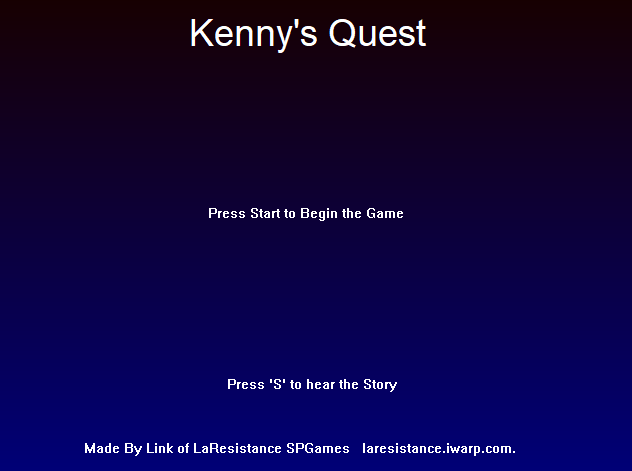 Kenny's Quest
Press Start to Begin the Game
Press 'S' to hear the Story
Made By Link of LaResistance SPGames   laresistance.iwarp.com.